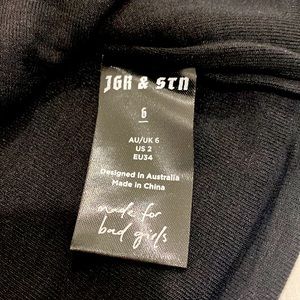 JGR & STN
6
AU/UK 6
US 2
EU34
Designed in Australia
Made in China
made for
bad girls